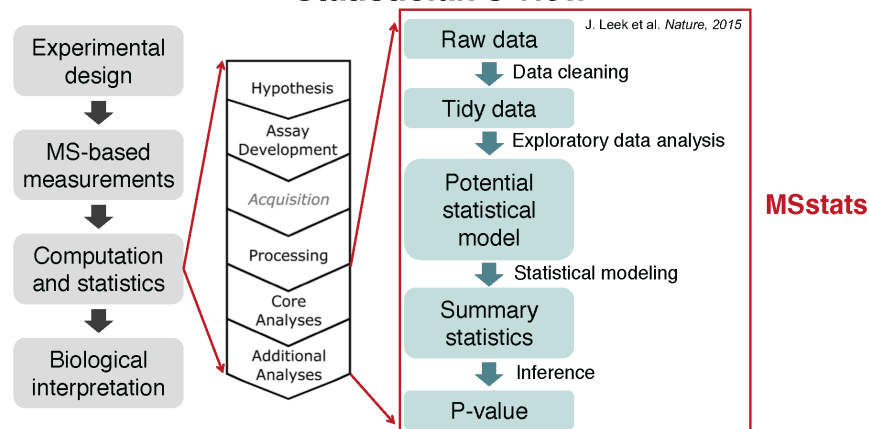 Experimental
design
MS-based
measurements
Computation
and statistics
Biological
interpretation
Hypothesis
Assay
Development
Acquisition
Processing
Core
Analyses
Additional
Analyses
J. Leek et al. Nature, 2015
Raw data
Data cleaning
Tidy data
Exploratory data analysis
Potential
statistical
model
Statistical modeling
Summary
statistics
Inference
P-value
MSstats